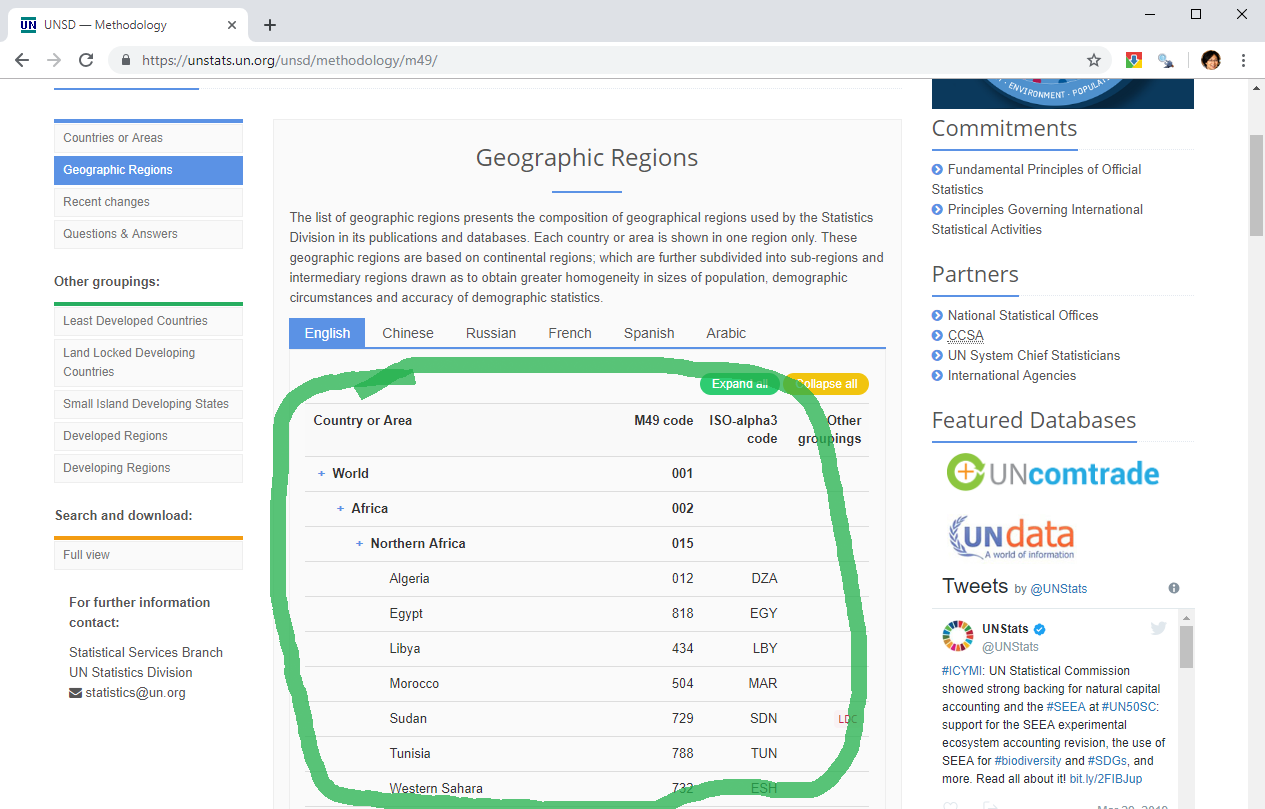 UN UNSD — Methodology
https://unstats.un.org/unsd/methodology/m49/
Countries or Areas
Geographic Regions
Recent changes
Questions & Answers
Other groupings:
Least Developed Countries
Land Locked Developing
Countries
Small Island Developing States
Developed Regions
Developing Regions
Search and download:
Full view
For further information
contact:
Statistical Services Branch
UN Statistics Division
statistics@un.org
Geographic Regions
The list of geographic regions presents the composition of geographical regions used by the Statistics
Division in its publications and databases. Each country or area is shown in one region only. These
geographic regions are based on continental regions; which are further subdivided into sub-regions and
intermediary regions drawn as to obtain greater homogeneity in sizes of population, demographic
circumstances and accuracy of demographic statistics.
English Chinese Russian French Spanish Arabic
Expand all Collapse all
Country or Area M49 code ISO-alpha3 Other
code groupings
+ World 001
+ Africa 002
+ Northern Africa 015
Algeria 012 DZA
Egypt 818 EGY
Libya 434 LBY
Morocco 504 MAR
Sudan 729 SDN LDC
Tunisia 788 TUN
Western Sahara 732 ESH
ENVIRONMENT · POPULAT
Commitments
Fundamental Principles of Official
Statistics
Principles Governing International
Statistical Activities
Partners
National Statistical Offices
CCSA
UN System Chief Statisticians
International Agencies
Featured Databases
UNcomtrade
UNdata
A world of information
Tweets by @UNStats
UNStats
@UNStats
#ICYMI: UN Statistical Commission
showed strong backing for natural capital
accounting and the #SEEA at #UN50SC:
support for the SEEA experimental
ecosystem accounting revision, the use of
SEEA for #biodiversity and #SDGs, and
more. Read all about it! bit.ly/2FIBJup